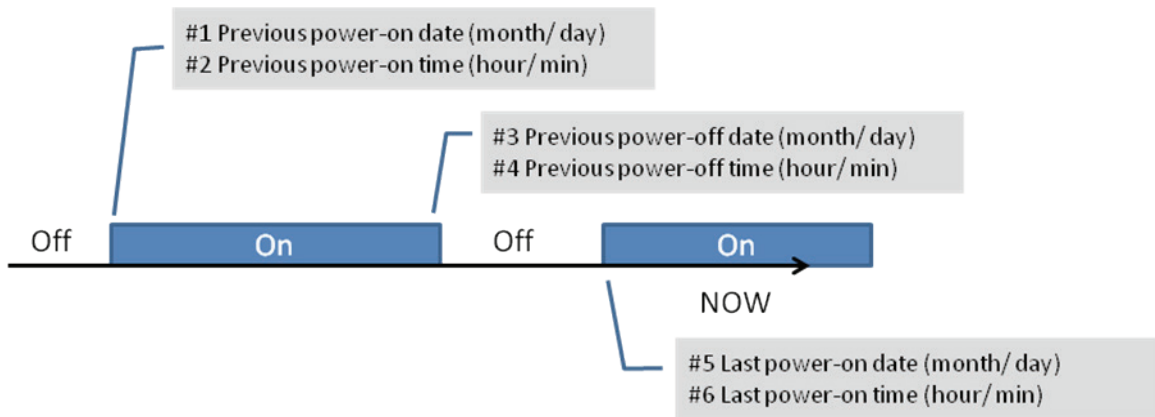 #1 Previous power-on date (month/ day)
#2 Previous power-on time (hour/ min)
#3 Previous power-off date (month/ day)
#4 Previous power-off time (hour/ min)
Off On Off On
NOW
#5 Last power-on date (month/ day)
#6 Last power-on time (hour/ min)